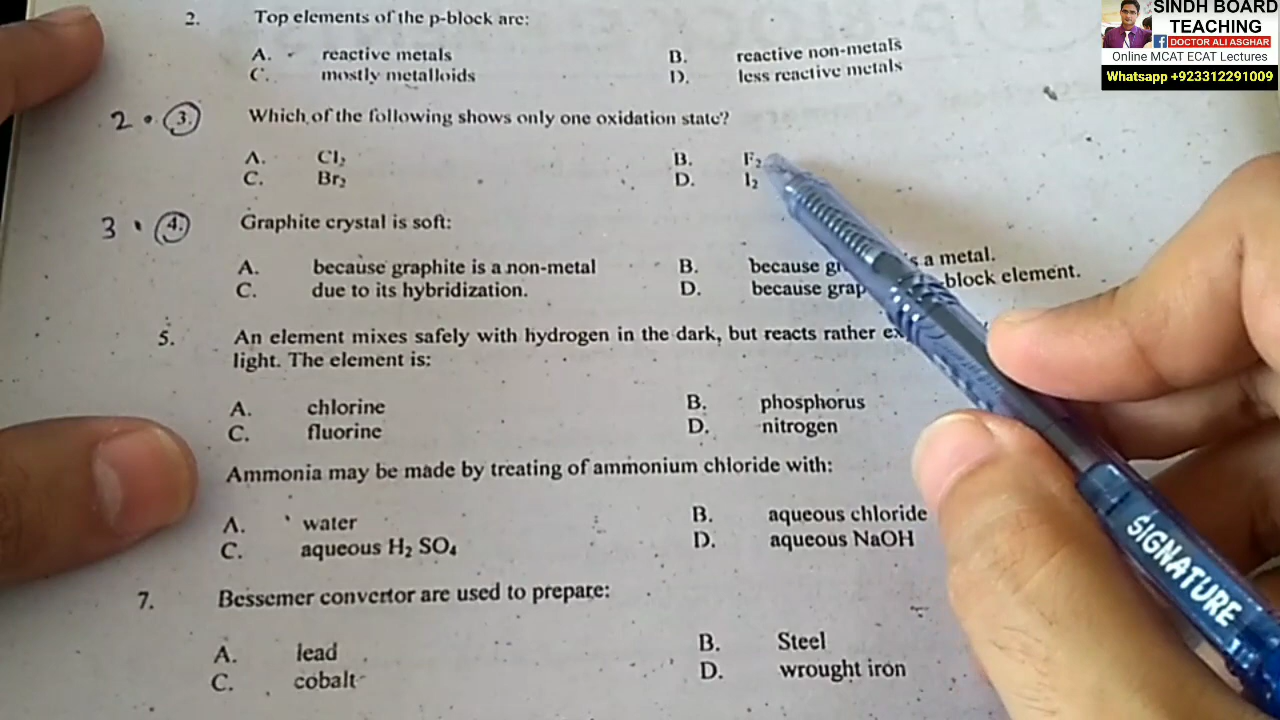 SINDH BOARD
TEACHING
DOCTOR ALI ASGHAR
Online MCAT ECAT Lectures
Whatsapp +923312291009
2. Top elements of the p-block are:
A. reactive metals B. reactive non-metals
C. mostly metalloids D. less reactive metals
2 • 3. Which of the following shows only one oxidation state?
A. Cl₂ B. F₂
C. Br₂ D. I₂
3 • 4. Graphite crystal is soft:
A. because graphite is a non-metal B. because a metal.
C. due to its hybridization. D. because -block element.
5. An element mixes safely with hydrogen in the dark, but reacts rather
light. The element is:
A. chlorine B. phosphorus
C. fluorine D. nitrogen
Ammonia may be made by treating of ammonium chloride with:
A. water B. aqueous chloride
C. aqueous H₂ SO₄ D. aqueous NaOH
7. Bessemer convertor are used to prepare:
A. lead B. Steel
C. cobalt D. wrought iron
SIGNATURE